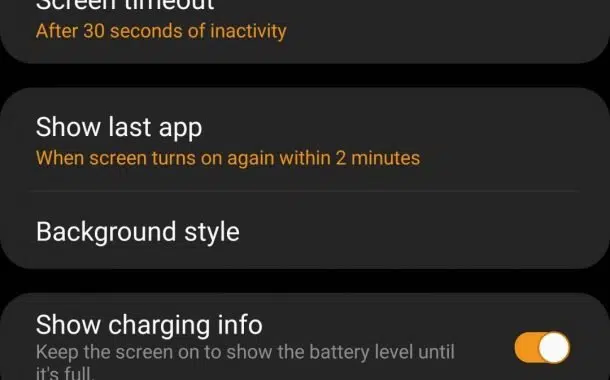 Screen timeout
After 30 seconds of inactivity
Show last app
When screen turns on again within 2 minutes
Background style
Show charging info
Keep the screen on to show the battery level until
it's full.